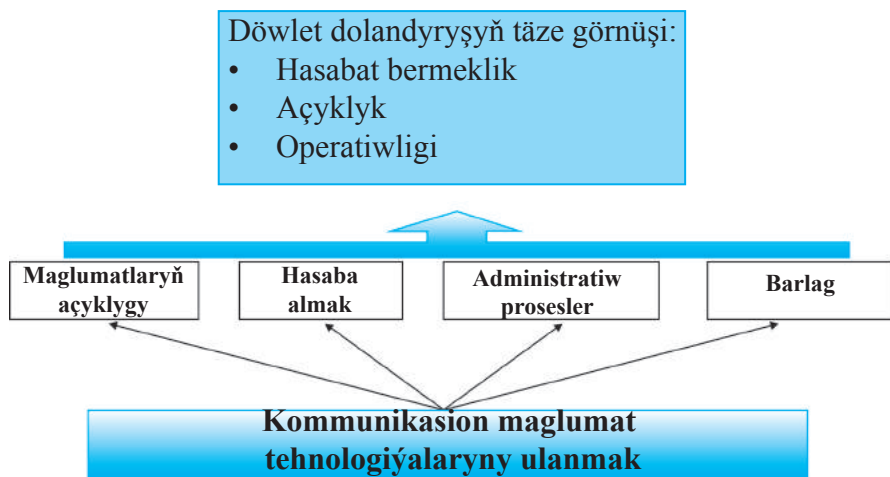 Döwlet dolandyryşyň täze görnüşi:
• Hasabat bermeklik
• Açyklyk
• Operatiwligi
Maglumatlaryň
açyklygy
Hasaba
almak
Administratiw
prosesler
Barlag
Kommunikasion maglumat
tehnologiýalaryny ulanmak